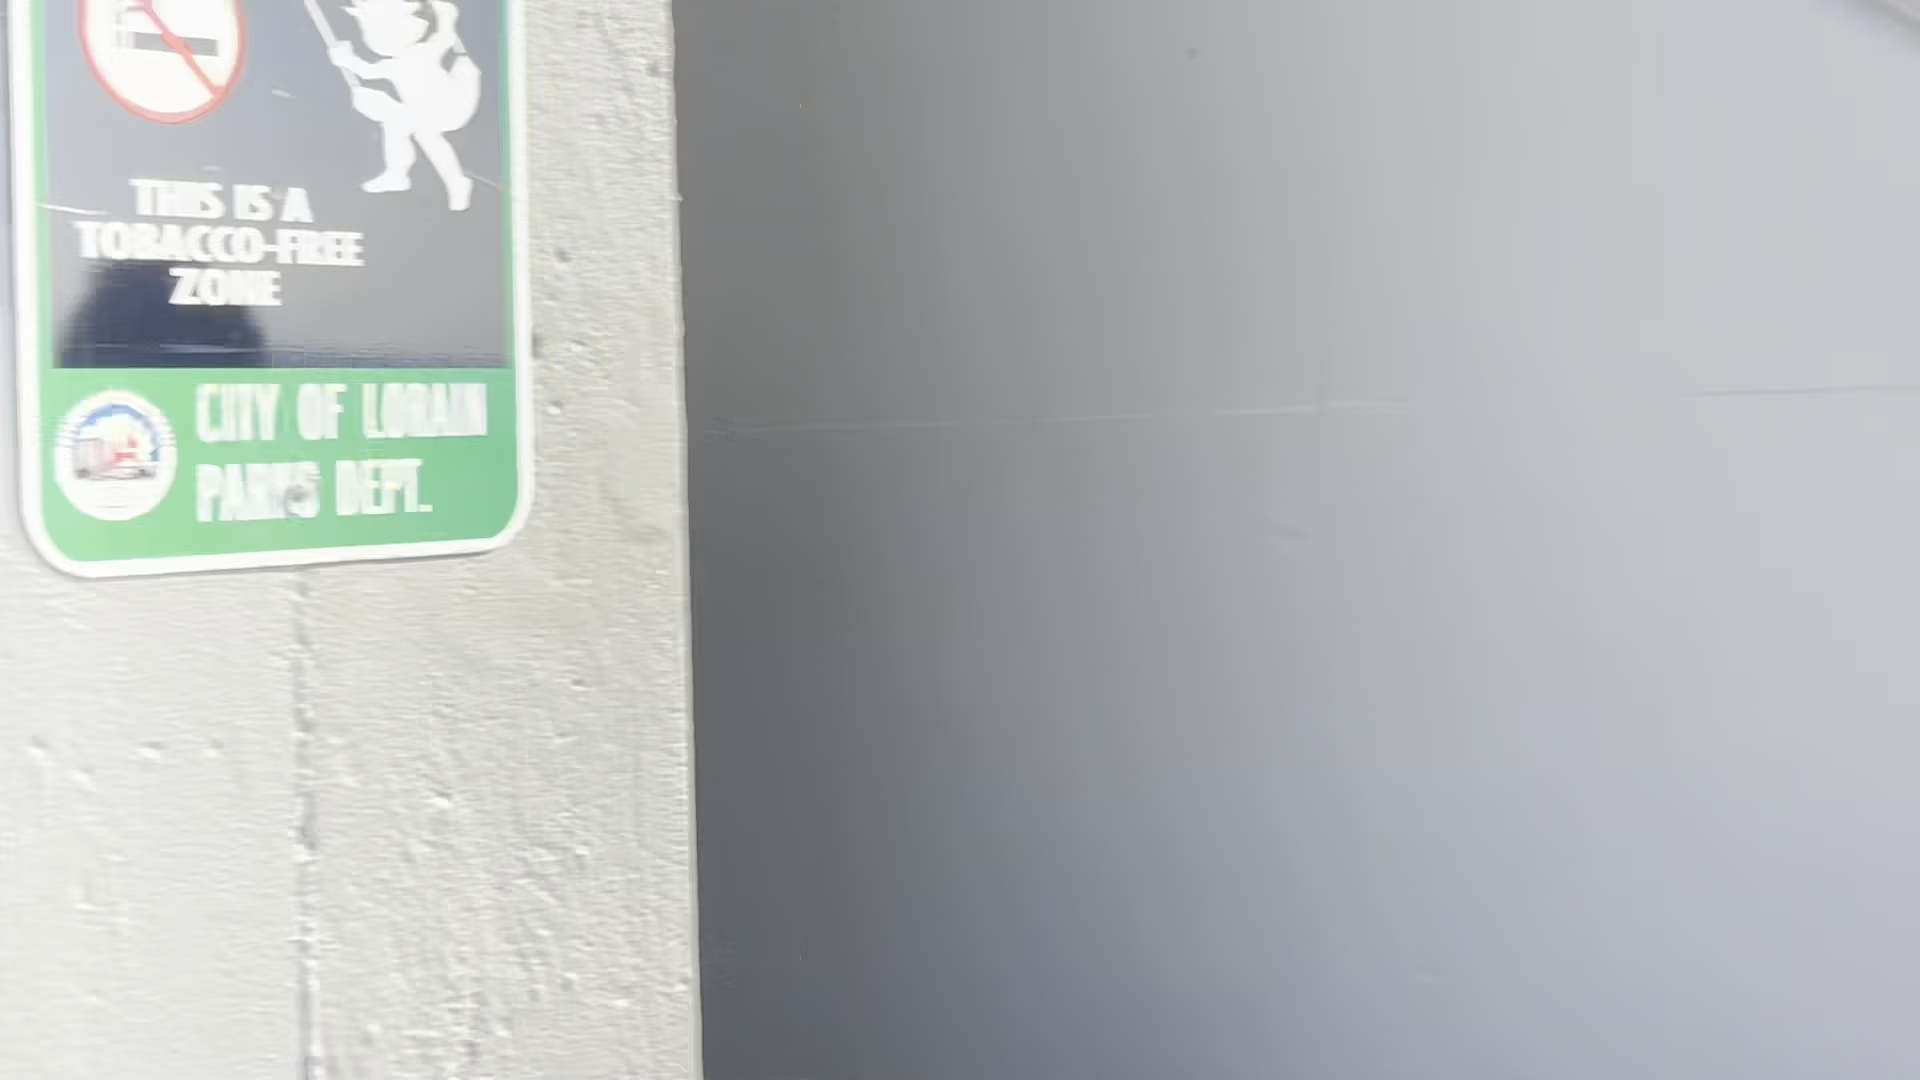 THIS IS A
TOBACCO-FREE
ZONE
CITY OF LORAIN
PARKS DEPT.